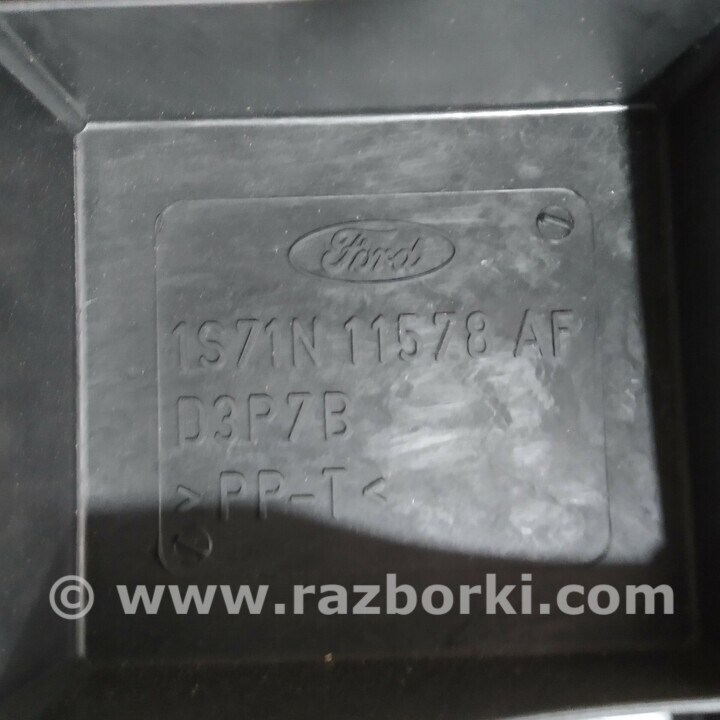 Ford
1S71N 11578 AF
D3P7B
>PP-T<
© www.razborki.com